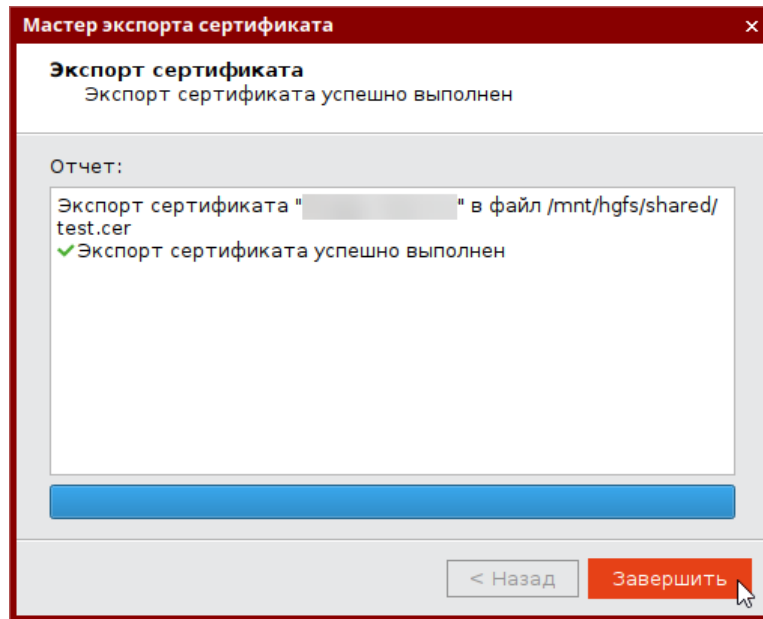 Мастер экспорта сертификата
Экспорт сертификата
Экспорт сертификата успешно выполнен
Отчет:
Экспорт сертификата " " в файл /mnt/hgfs/shared/
test.cer
Экспорт сертификата успешно выполнен
< Назад
Завершить